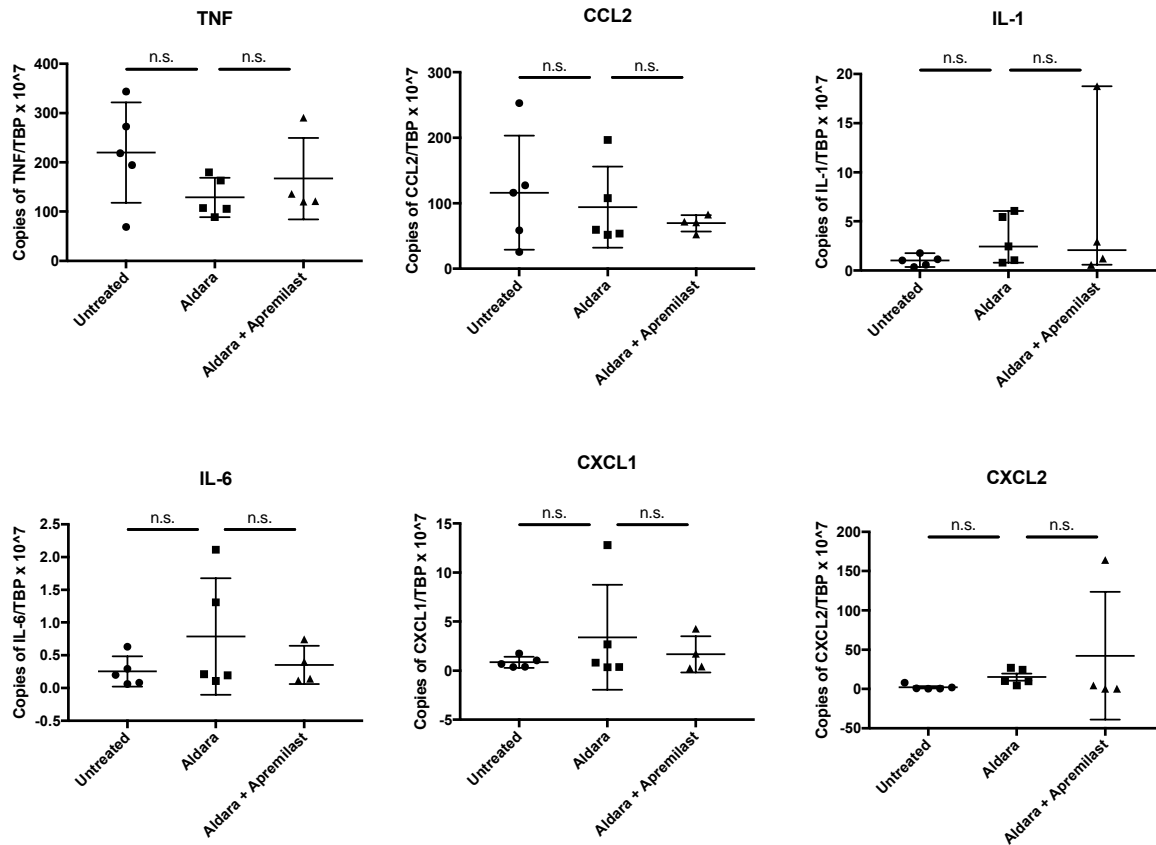 TNF
n.s. n.s.
Copies of TNF/TBP x 10^7
400
300
200
100
0
Untreated
Aldara
Aldara + Apremilast
CCL2
n.s. n.s.
Copies of CCL2/TBP x 10^7
300
200
100
0
Untreated
Aldara
Aldara + Apremilast
IL-1
n.s. n.s.
Copies of IL-1/TBP x 10^7
20
15
10
5
0
Untreated
Aldara
Aldara + Apremilast
IL-6
n.s. n.s.
Copies of IL-6/TBP x 10^7
2.5
2.0
1.5
1.0
0.5
0.0
-0.5
Untreated
Aldara
Aldara + Apremilast
CXCL1
n.s. n.s.
Copies of CXCL1/TBP x 10^7
15
10
5
0
-5
Untreated
Aldara
Aldara + Apremilast
CXCL2
n.s. n.s.
Copies of CXCL2/TBP x 10^7
200
150
100
50
0
-50
Untreated
Aldara
Aldara + Apremilast